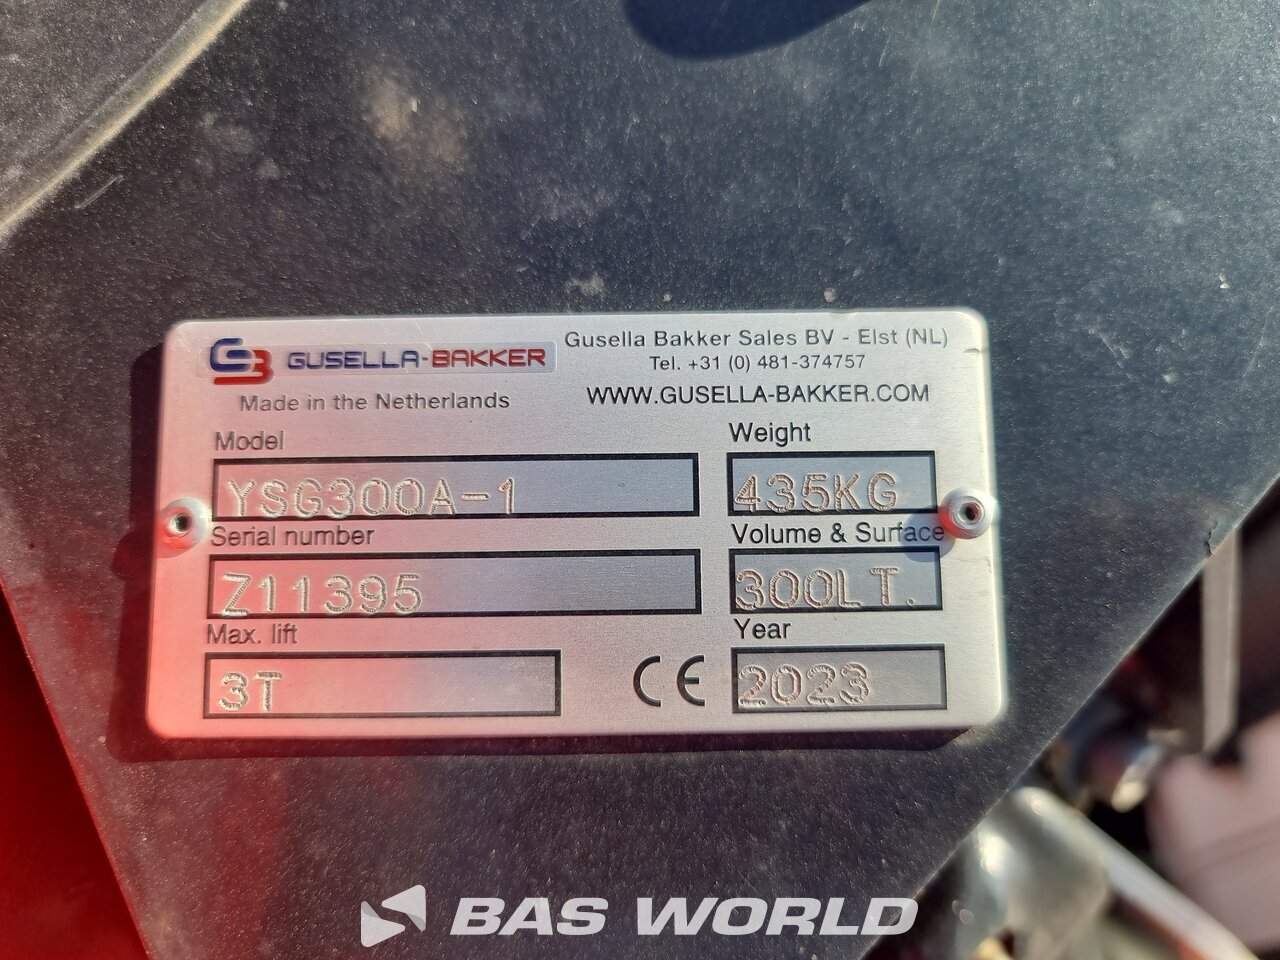 GUSELLA-BAKKER
Made in the Netherlands
Gusella Bakker Sales BV - Elst (NL)
Tel. +31 (0) 481-374757
WWW.GUSELLA-BAKKER.COM
Model
YSG300A-1
Weight
435KG
Serial number
Z11395
Volume & Surface
300LT.
Max. lift
3T
CE
Year
2023
BAS WORLD